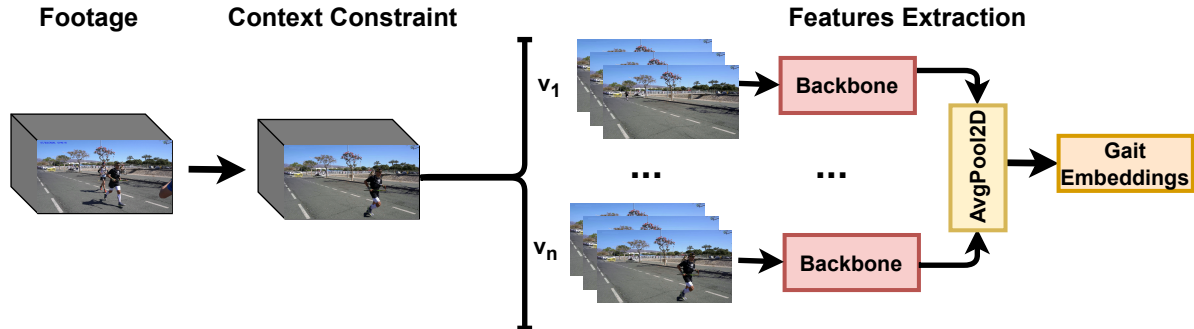 Footage
Context Constraint
Features Extraction
v1
Backbone
...
...
AvgPool2D
Gait
Embeddings
vn
Backbone